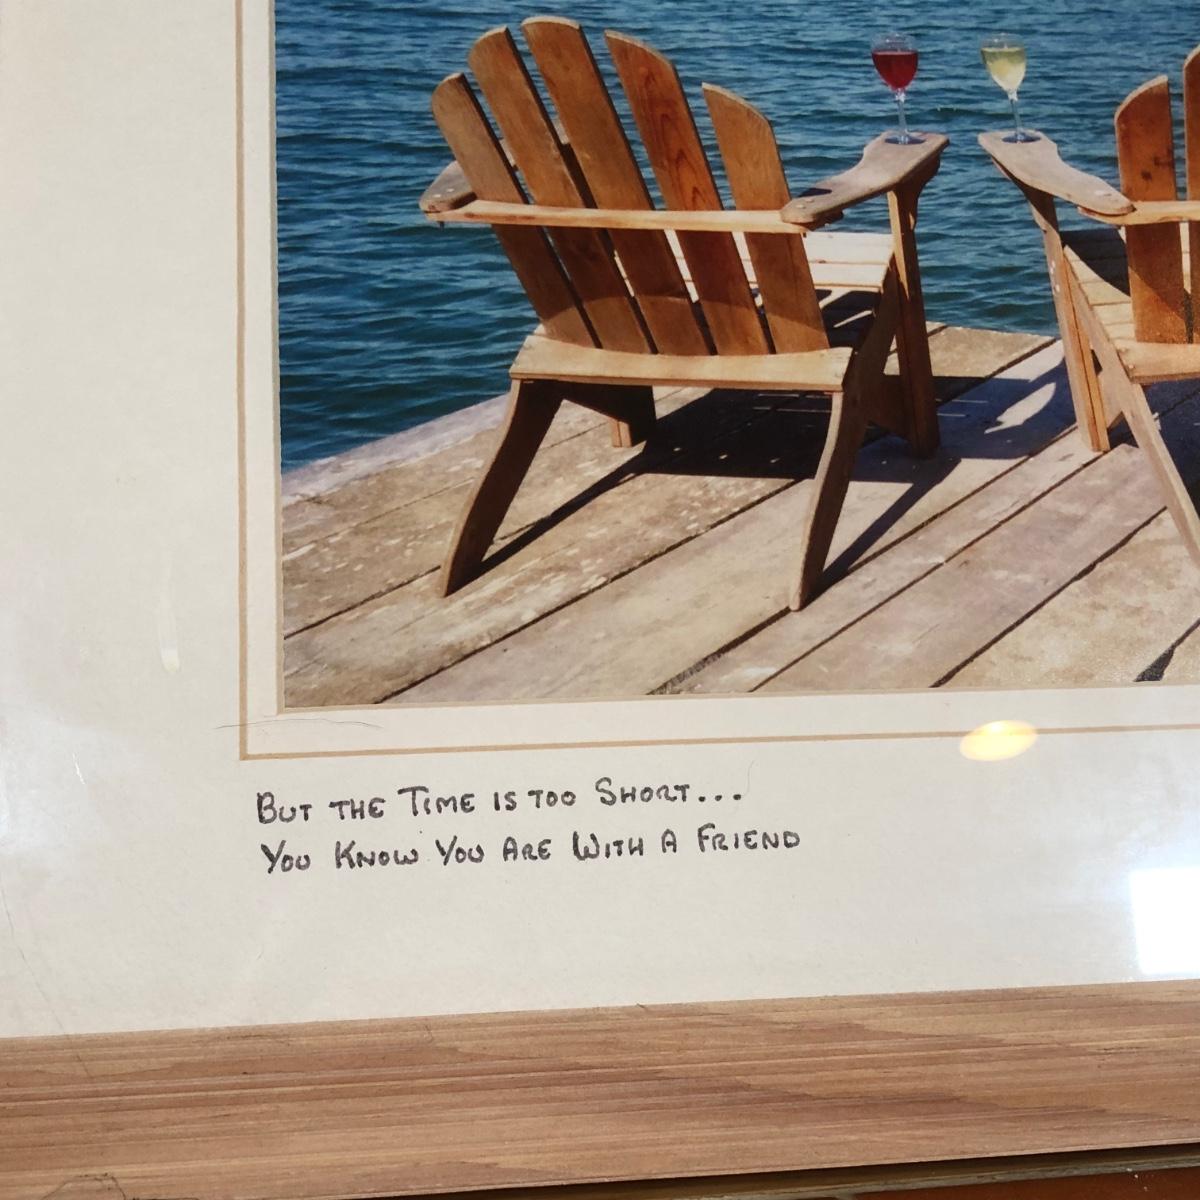 But the Time is too Short...
You Know You Are With A Friend